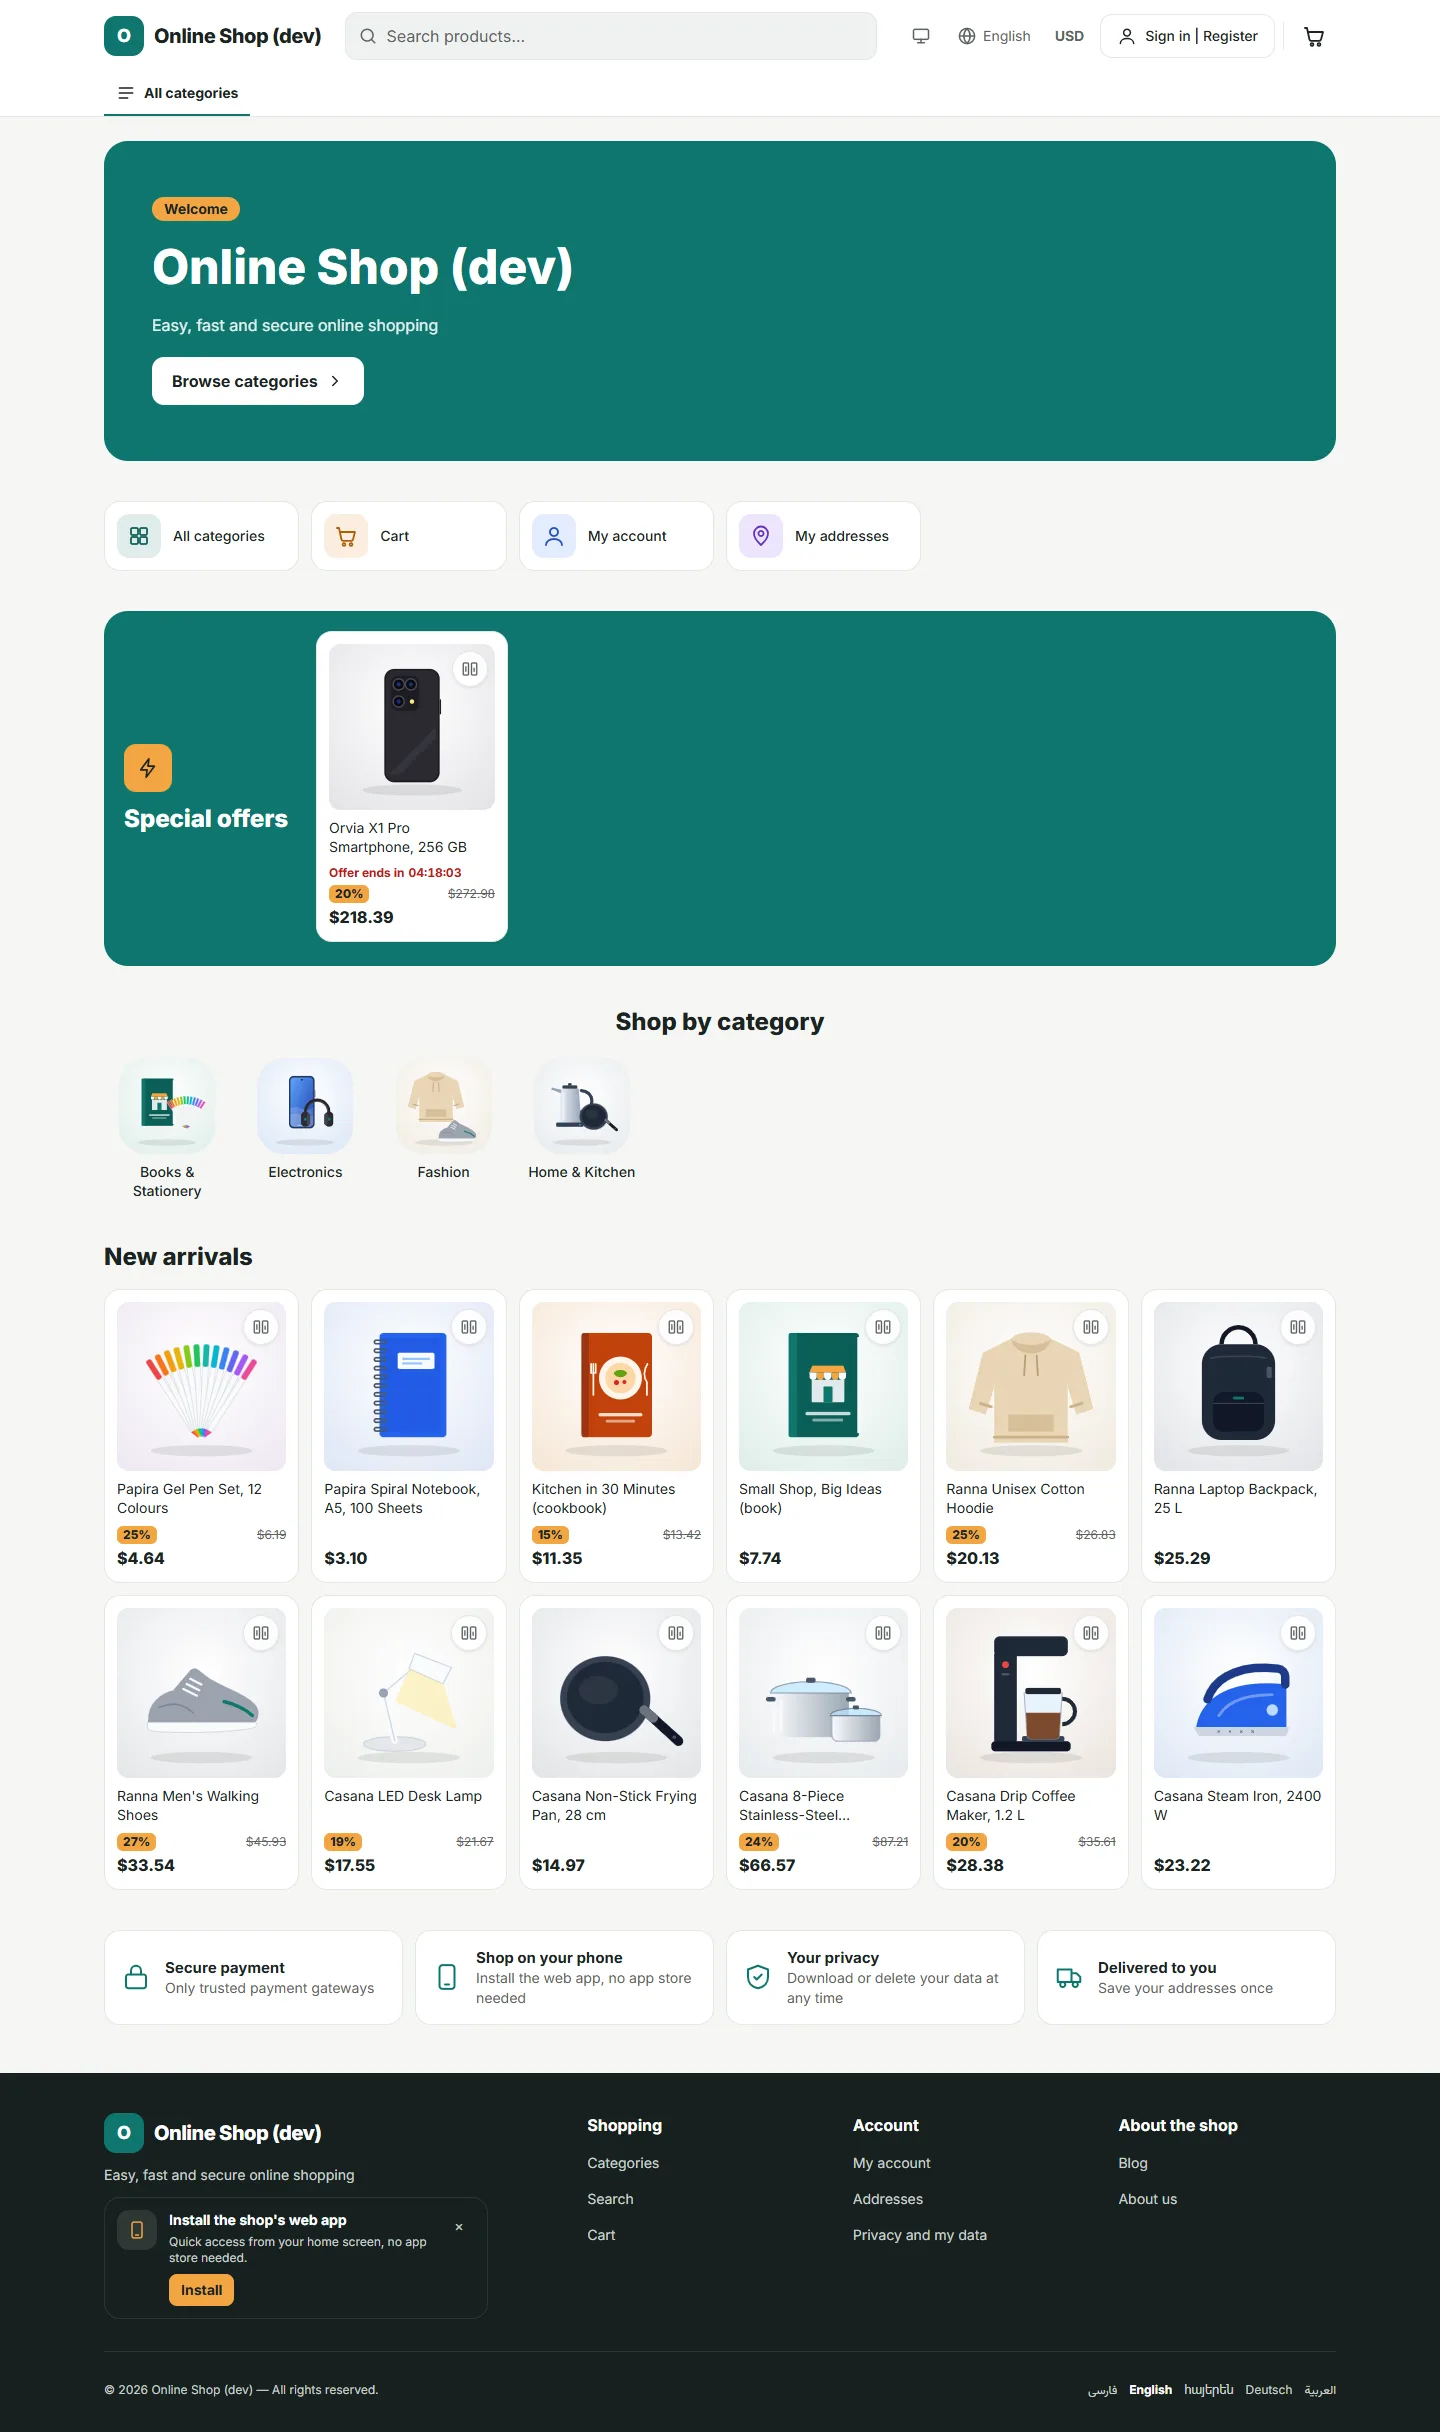 O Online Shop (dev)
Search products...
English
USD
Sign in | Register
All categories
Welcome
Online Shop (dev)
Easy, fast and secure online shopping
Browse categories
All categories
Cart
My account
My addresses
Special offers
Orvia X1 Pro
Smartphone, 256 GB
Offer ends in 04:18:03
20% $272.98
$218.39
Shop by category
Books &
Stationery
Electronics
Fashion
Home & Kitchen
New arrivals
Papira Gel Pen Set, 12
Colours
25% $6.19
$4.64
Papira Spiral Notebook,
A5, 100 Sheets
$3.10
Kitchen in 30 Minutes
(cookbook)
15% $13.42
$11.35
Small Shop, Big Ideas
(book)
$7.74
Ranna Unisex Cotton
Hoodie
25% $26.83
$20.13
Ranna Laptop Backpack,
25 L
$25.29
Ranna Men's Walking
Shoes
27% $45.93
$33.54
Casana LED Desk Lamp
19% $21.67
$17.55
Casana Non-Stick Frying
Pan, 28 cm
$14.97
Casana 8-Piece
Stainless-Steel...
24% $87.21
$66.57
Casana Drip Coffee
Maker, 1.2 L
20% $35.61
$28.38
Casana Steam Iron, 2400
W
$23.22
Secure payment
Only trusted payment gateways
Shop on your phone
Install the web app, no app store
needed
Your privacy
Download or delete your data at
any time
Delivered to you
Save your addresses once
O Online Shop (dev)
Easy, fast and secure online shopping
Install the shop's web app
Quick access from your home screen, no app
store needed.
Install
Shopping
Categories
Search
Cart
Account
My account
Addresses
Privacy and my data
About the shop
Blog
About us
© 2026 Online Shop (dev) — All rights reserved.
فارسی English հայերեն Deutsch العربية